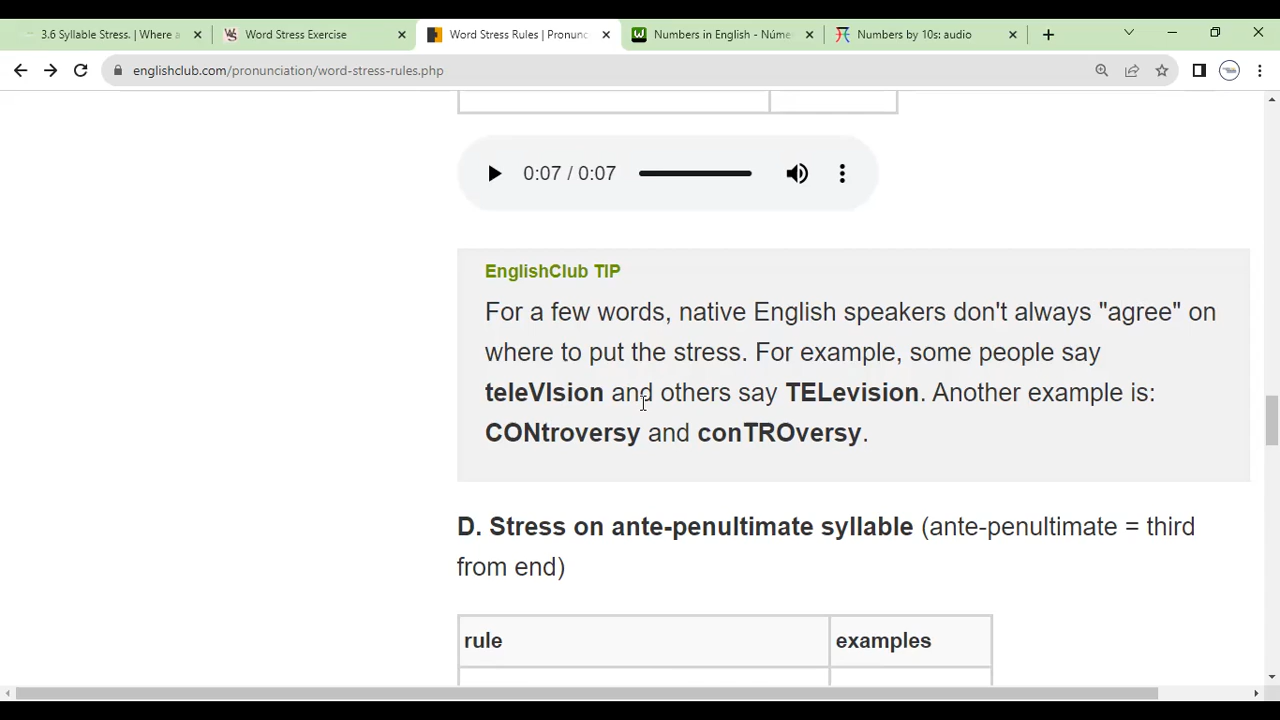 3.6 Syllable Stress. | Where a
Word Stress Exercise
Word Stress Rules | Pronunc
Numbers in English - Núme
Numbers by 10s: audio
englishclub.com/pronunciation/word-stress-rules.php
0:07 / 0:07
EnglishClub TIP
For a few words, native English speakers don't always "agree" on
where to put the stress. For example, some people say
teleVIsion and others say TELevision. Another example is:
CONtroversy and conTROversy.
D. Stress on ante-penultimate syllable (ante-penultimate = third
from end)
rule
examples